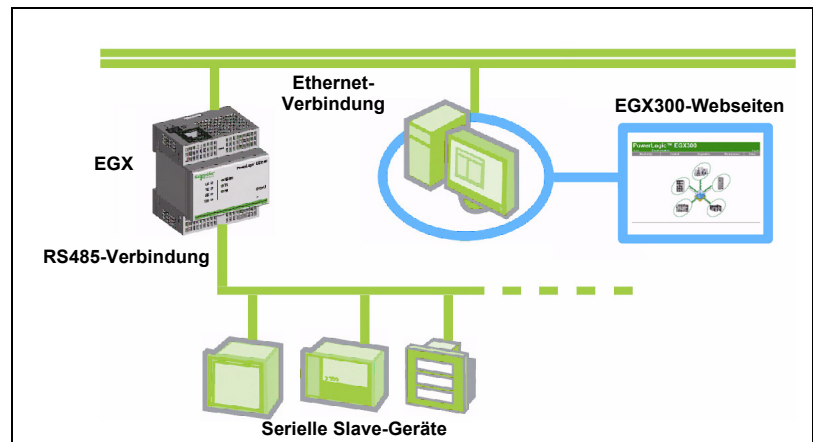 Ethernet-
Verbindung
EGX300-Webseiten
PowerLogic™ EGX300
EGX
RS485-Verbindung
Serielle Slave-Geräte